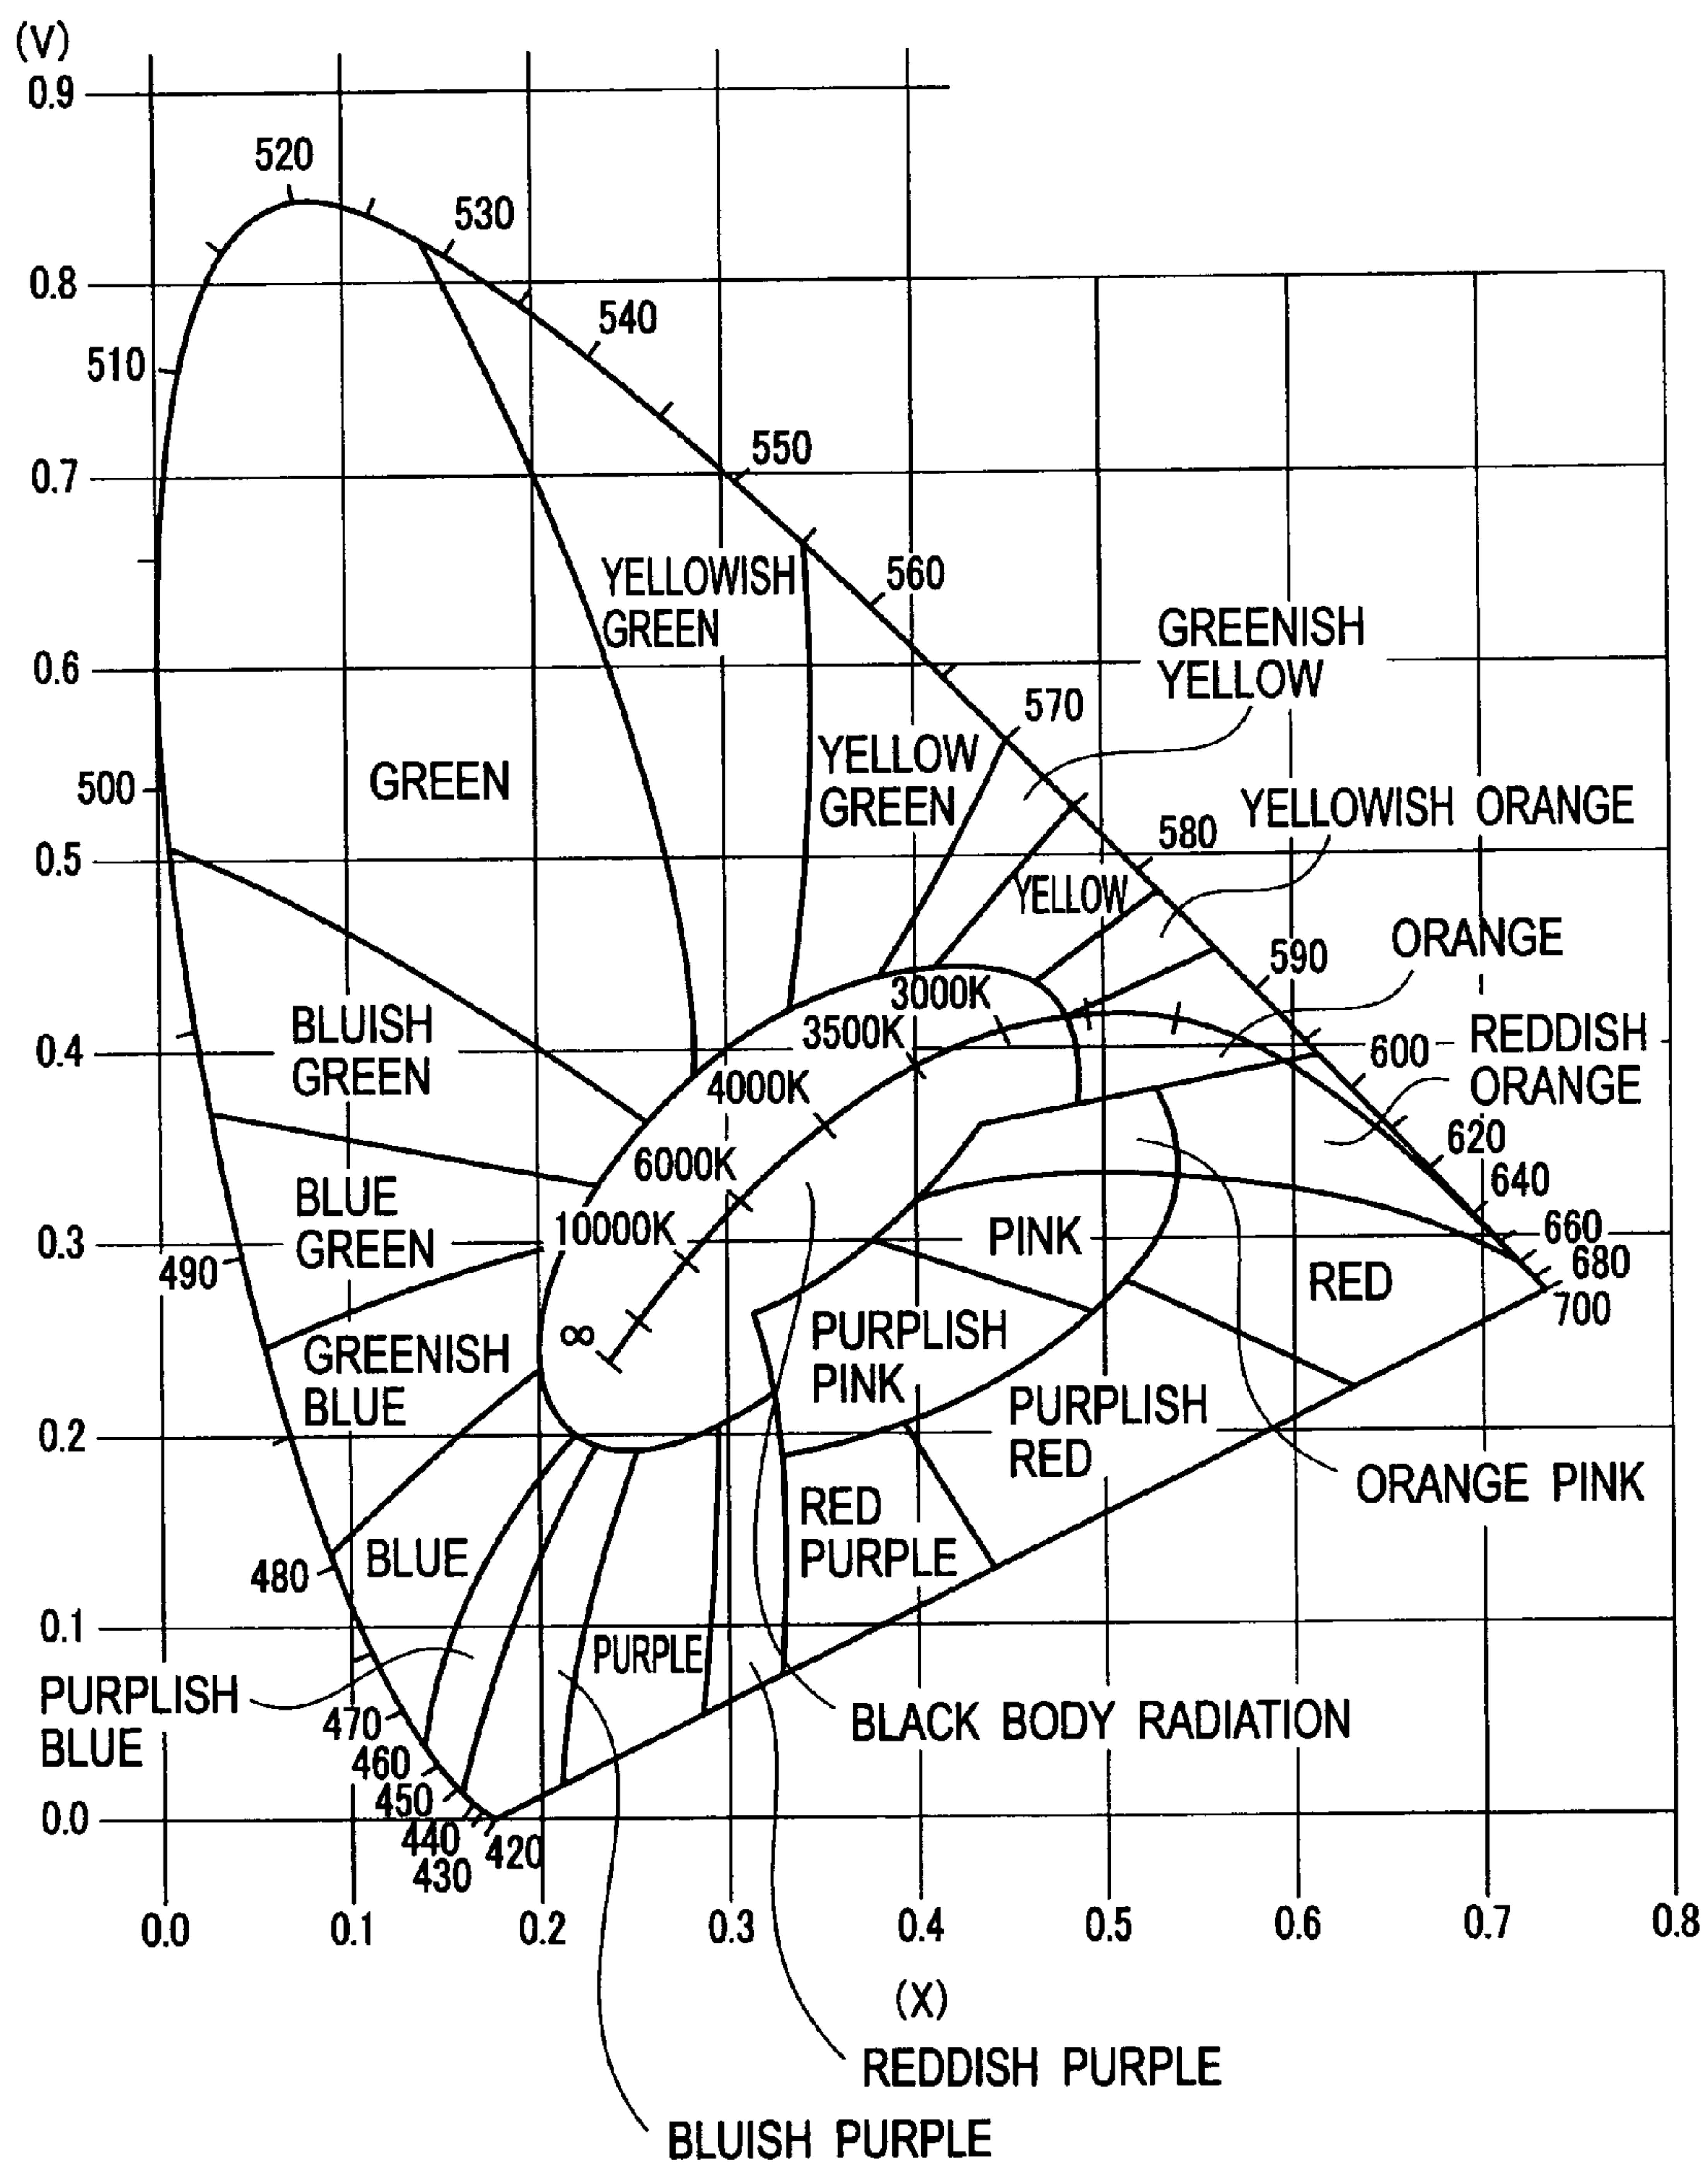 (V)
0.9
520
530
0.8
540
510
550
0.7
YELLOWISH
GREEN
560
GREENISH
YELLOW
0.6
570
YELLOW
GREEN
GREEN
500
YELLOWISH ORANGE
580
0.5
YELLOW
ORANGE
590
3000K
BLUISH
GREEN
3500K
REDDISH
ORANGE
0.4
600
4000K
620
6000K
640
BLUE
GREEN
10000K
PINK
660
0.3
490
680
RED
700
∞
PURPLISH
PINK
GREENISH
BLUE
PURPLISH
RED
0.2
ORANGE PINK
RED
PURPLE
BLUE
480
0.1
PURPLE
PURPLISH
BLUE
470
BLACK BODY RADIATION
460
450
0.0
440
420
430
0.0 0.1 0.2 0.3 0.4 0.5 0.6 0.7 0.8
(X)
REDDISH PURPLE
BLUISH PURPLE